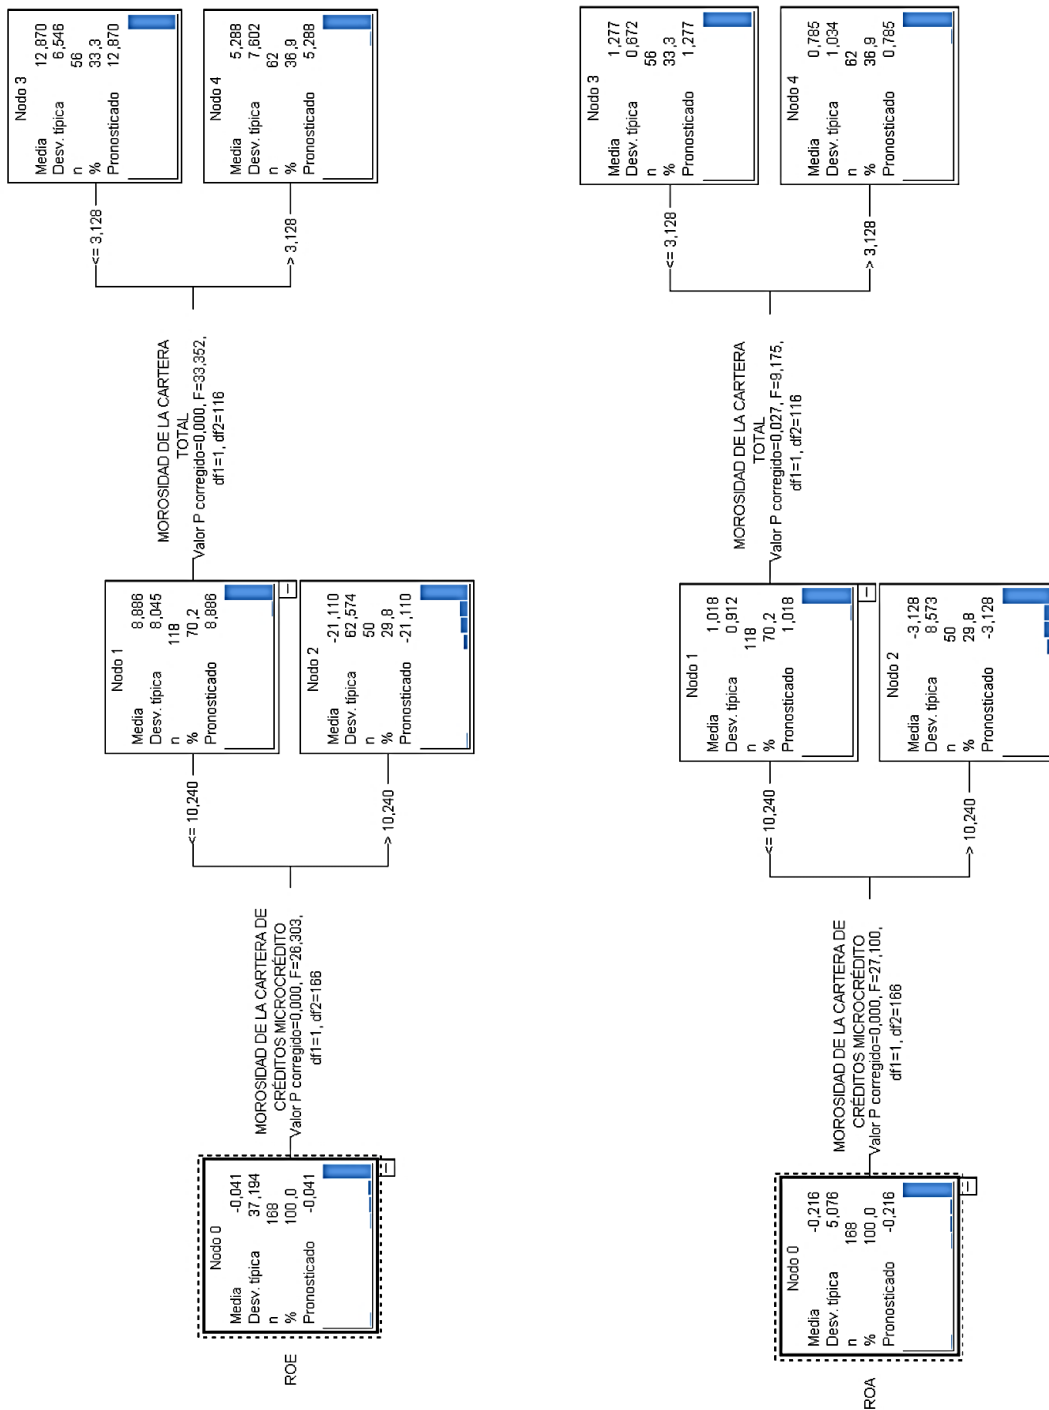 ROE
Nodo 0
Media -0,041
Desv. típica 37,194
n 168
% 100,0
Pronosticado -0,041
MOROSIDAD DE LA CARTERA DE
CRÉDITOS MICROCRÉDITO
Valor P corregido=0,000, F=26,303,
df1=1, df2=166
<= 10,240
> 10,240
Nodo 1
Media 8,886
Desv. típica 8,045
n 118
% 70,2
Pronosticado 8,886
Nodo 2
Media -21,110
Desv. típica 62,574
n 50
% 29,8
Pronosticado -21,110
MOROSIDAD DE LA CARTERA
TOTAL
Valor P corregido=0,000, F=33,352,
df1=1, df2=116
<= 3,128
> 3,128
Nodo 3
Media 12,870
Desv. típica 6,546
n 56
% 33,3
Pronosticado 12,870
Nodo 4
Media 5,288
Desv. típica 7,602
n 62
% 36,9
Pronosticado 5,288
ROA
Nodo 0
Media -0,216
Desv. típica 5,076
n 168
% 100,0
Pronosticado -0,216
MOROSIDAD DE LA CARTERA DE
CRÉDITOS MICROCRÉDITO
Valor P corregido=0,000, F=27,100,
df1=1, df2=166
<= 10,240
> 10,240
Nodo 1
Media 1,018
Desv. típica 0,912
n 118
% 70,2
Pronosticado 1,018
Nodo 2
Media -3,128
Desv. típica 8,573
n 50
% 29,8
Pronosticado -3,128
MOROSIDAD DE LA CARTERA
TOTAL
Valor P corregido=0,027, F=9,175,
df1=1, df2=116
<= 3,128
> 3,128
Nodo 3
Media 1,277
Desv. típica 0,672
n 56
% 33,3
Pronosticado 1,277
Nodo 4
Media 0,785
Desv. típica 1,034
n 62
% 36,9
Pronosticado 0,785